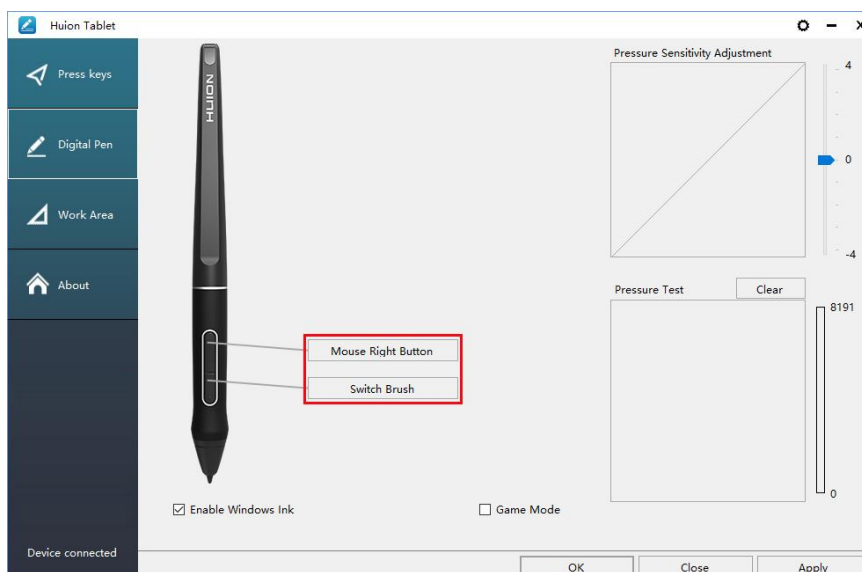 Huion Tablet
Press keys
Digital Pen
Work Area
About
Device connected
HUION
Mouse Right Button
Switch Brush
Enable Windows Ink
Game Mode
Pressure Sensitivity Adjustment
4
0
-4
Pressure Test
Clear
8191
0
OK
Close
Apply